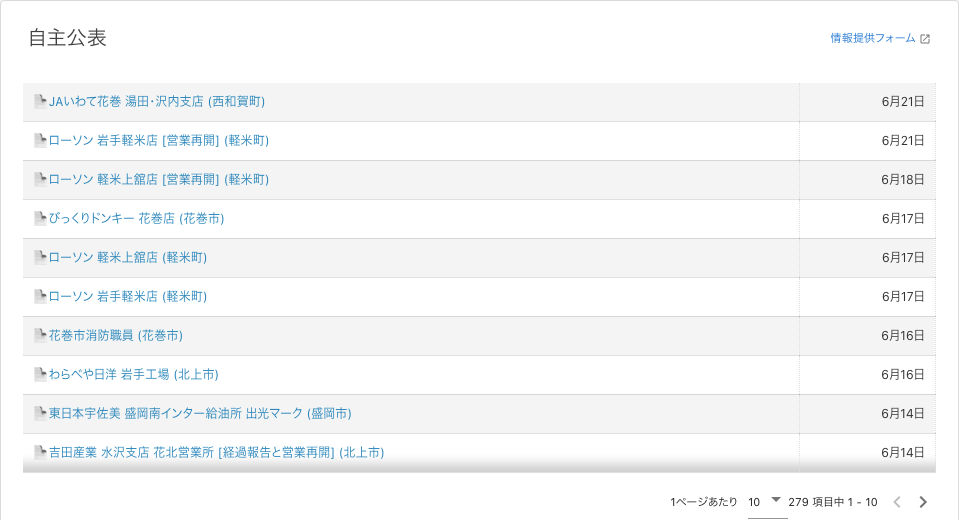 自主公表
情報提供フォーム
JAいわて花巻 湯田・沢内支店 (西和賀町) 6月21日
ローソン 岩手軽米店 [営業再開] (軽米町) 6月21日
ローソン 軽米上舘店 [営業再開] (軽米町) 6月18日
びっくりドンキー 花巻店 (花巻市) 6月17日
ローソン 軽米上舘店 (軽米町) 6月17日
ローソン 岩手軽米店 (軽米町) 6月17日
花巻市消防職員 (花巻市) 6月16日
わらべや日洋 岩手工場 (北上市) 6月16日
東日本宇佐美 盛岡南インター給油所 出光マーク (盛岡市) 6月14日
吉田産業 水沢支店 花北営業所 [経過報告と営業再開] (北上市) 6月14日
1ページあたり 10 279 項目中 1 - 10